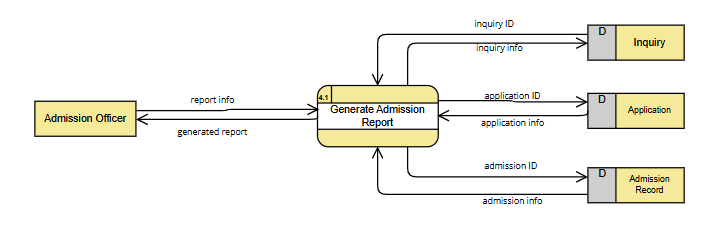 inquiry ID
D
Inquiry
inquiry info
4.1
report info
Generate Admission
Report
application ID
D
Application
Admission Officer
generated report
application info
admission ID
D
Admission
Record
admission info